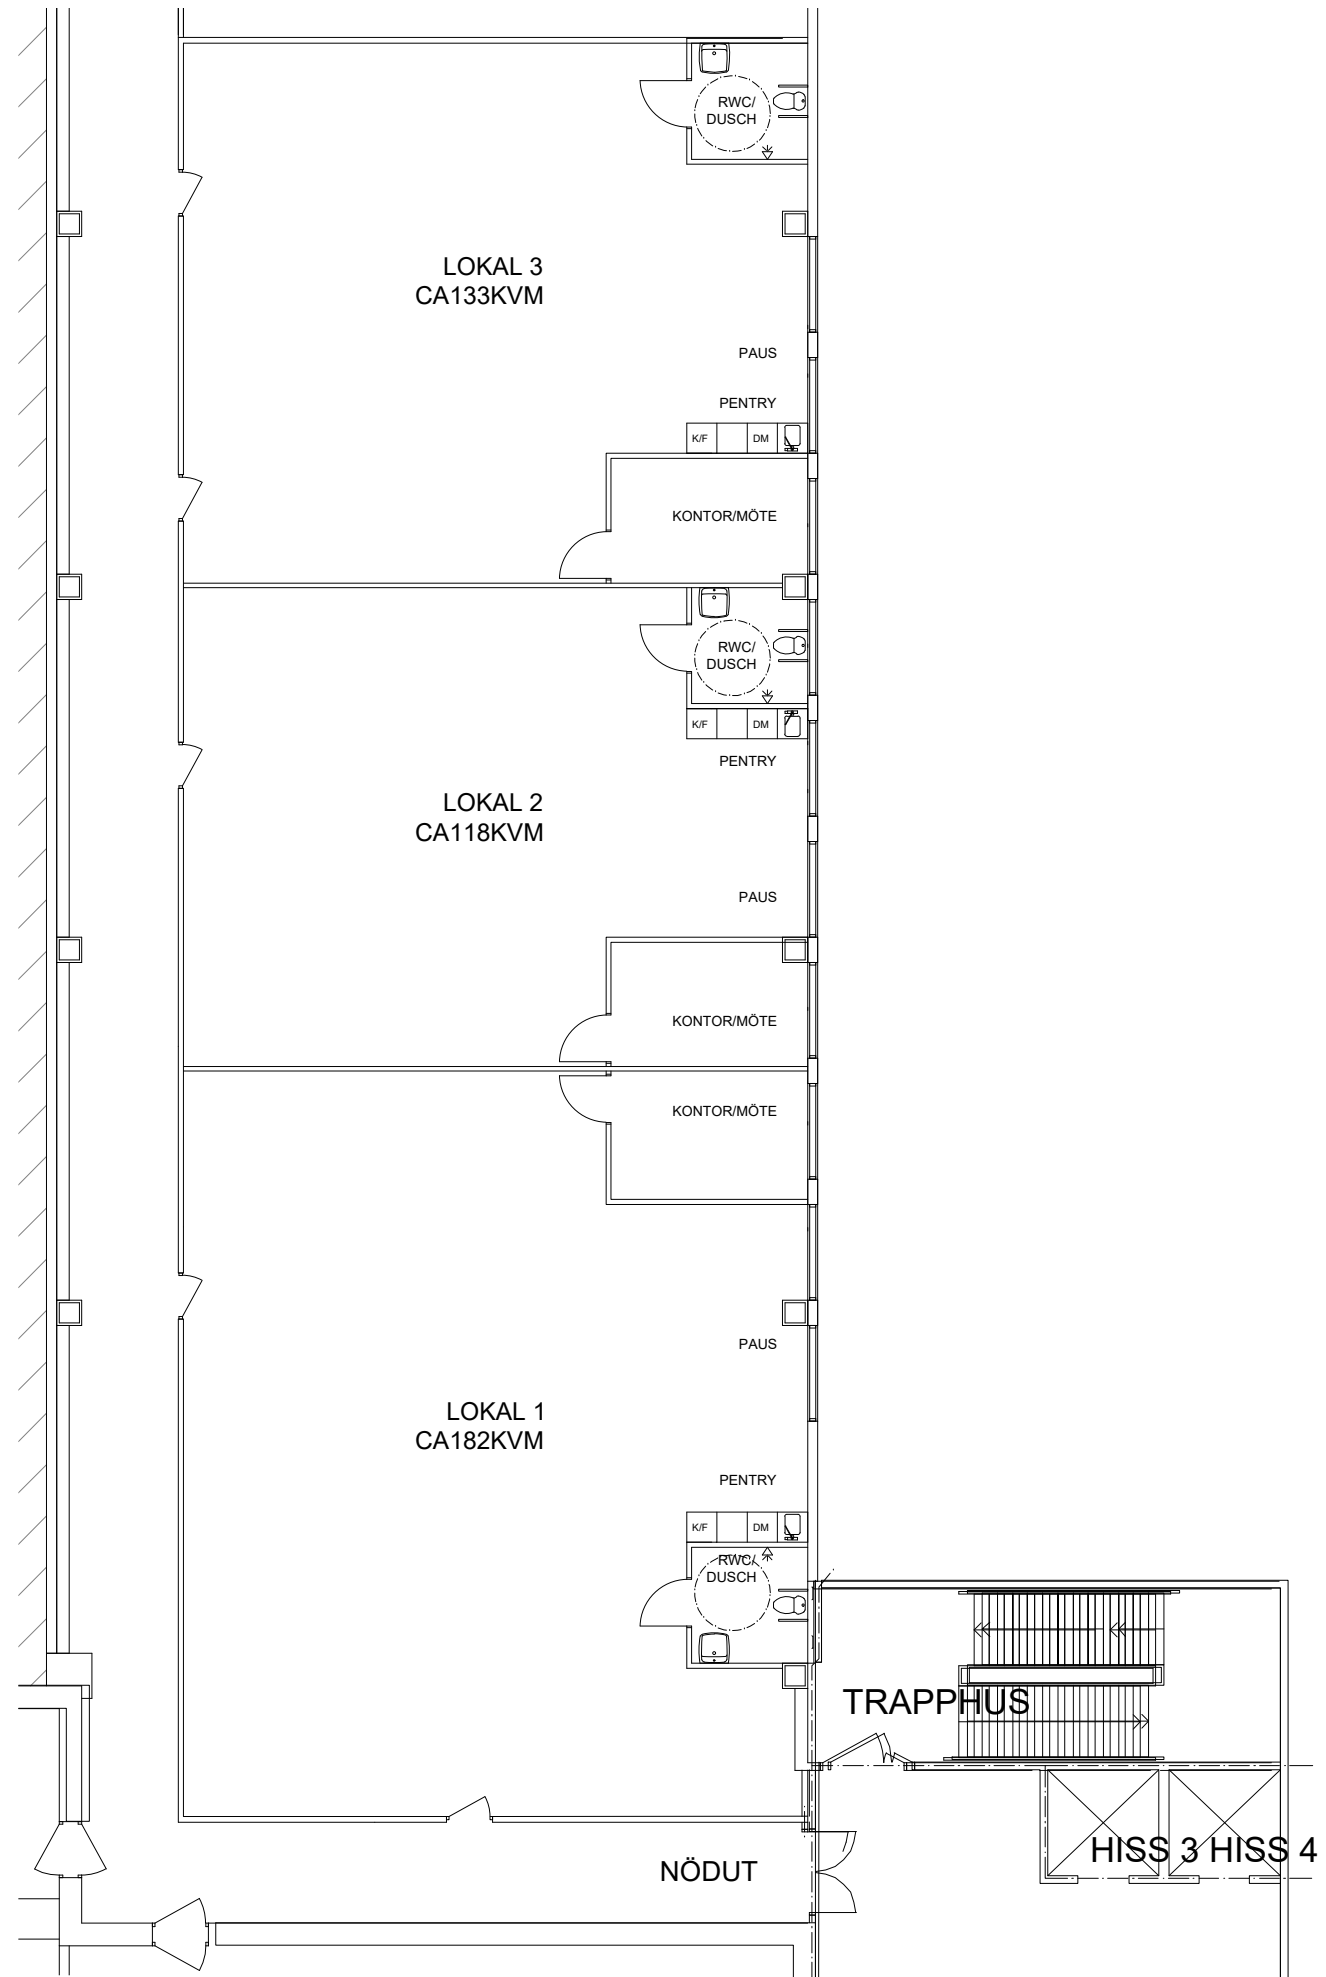 RWC/
DUSCH
LOKAL 3
CA133KVM
PAUS
PENTRY
K/F
DM
KONTOR/MÖTE
RWC/
DUSCH
K/F
DM
PENTRY
LOKAL 2
CA118KVM
PAUS
KONTOR/MÖTE
KONTOR/MÖTE
PAUS
LOKAL 1
CA182KVM
PENTRY
K/F
DM
RWC/
DUSCH
TRAPPHUS
HISS 3 HISS 4
NÖDUT